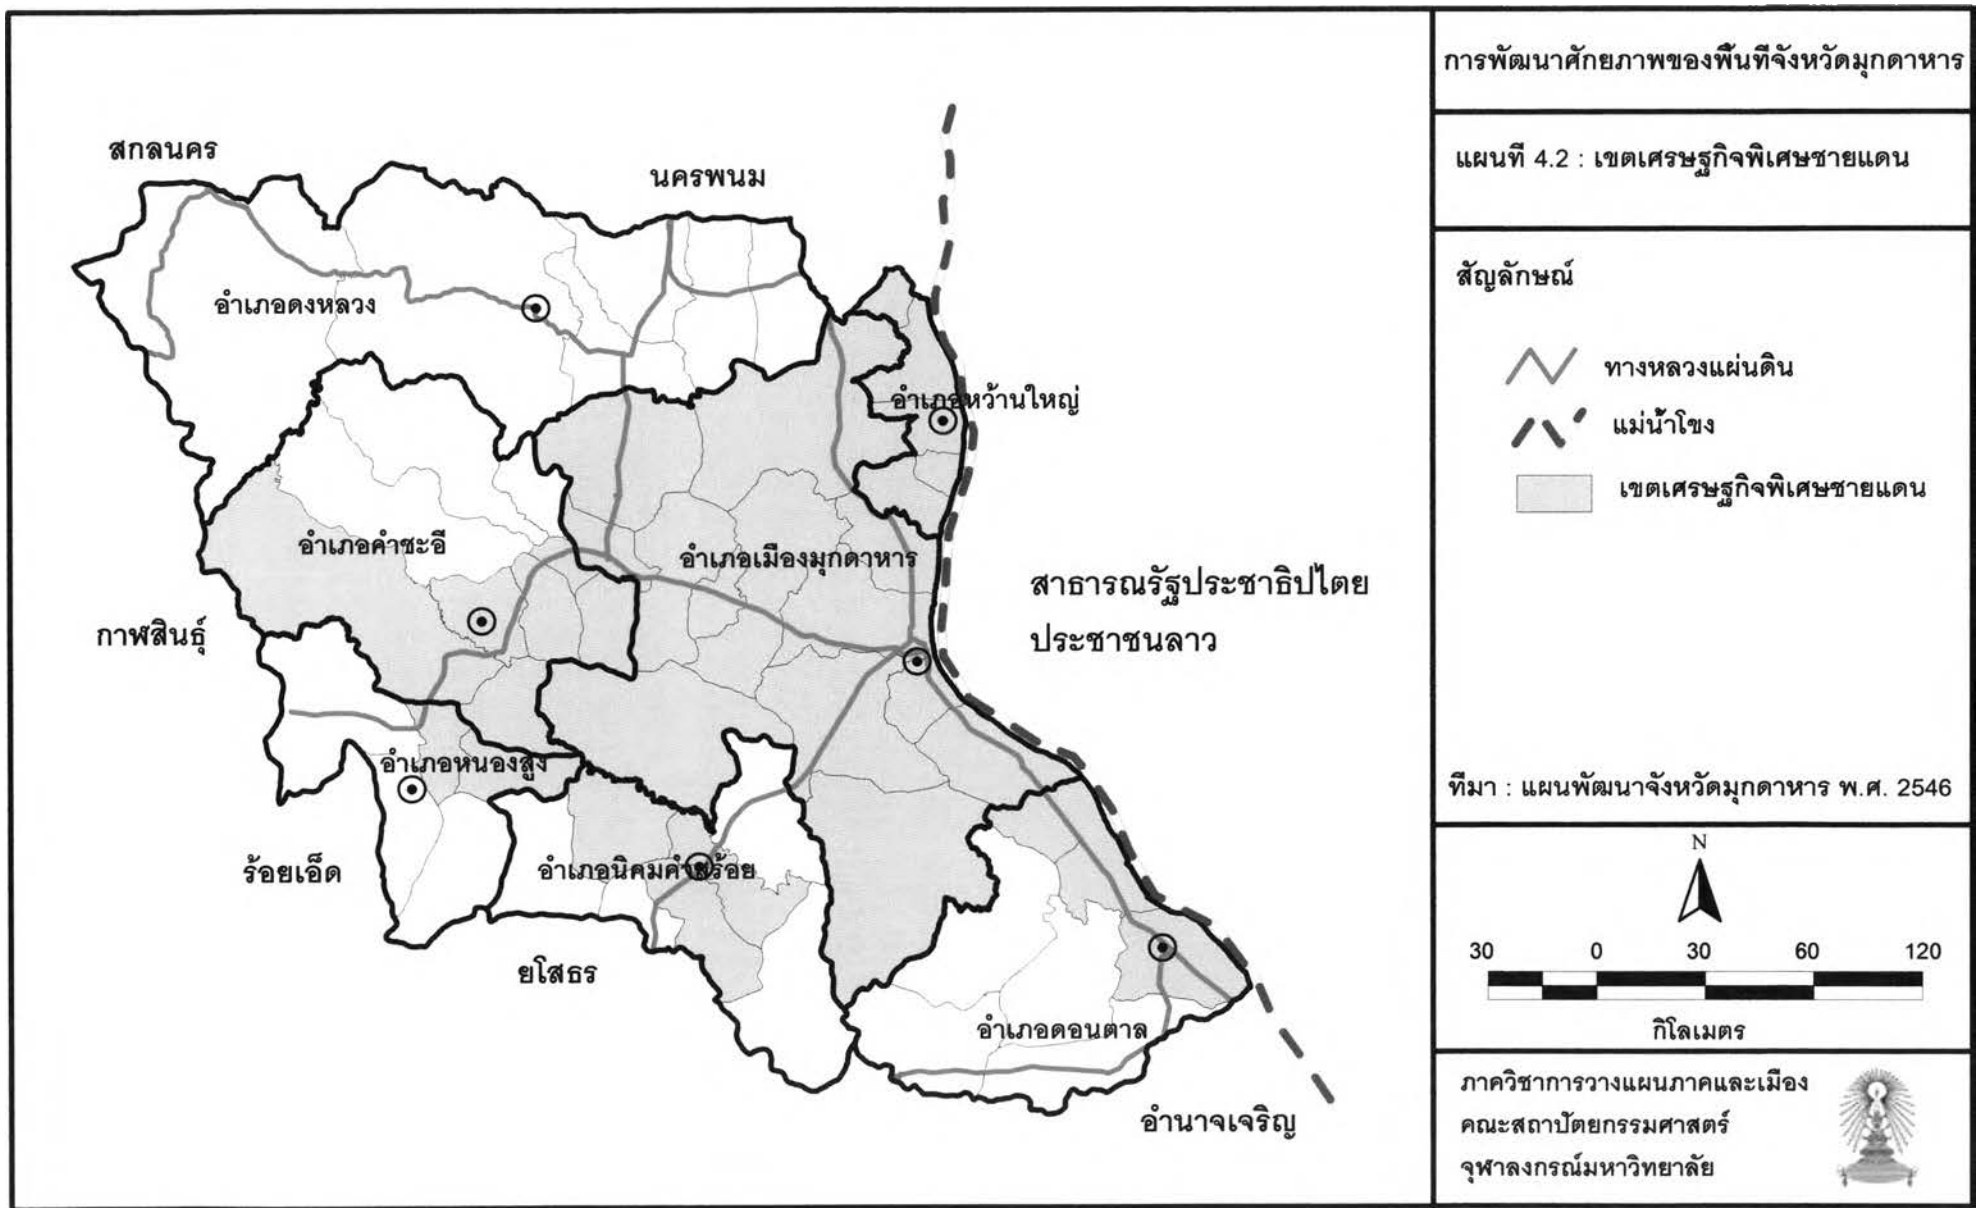 การพัฒนาศักยภาพของพื้นที่จังหวัดมุกดาหาร
แผนที่ 4.2 : เขตเศรษฐกิจพิเศษชายแดน
สัญลักษณ์
ทางหลวงแผ่นดิน
แม่น้ำโขง
เขตเศรษฐกิจพิเศษชายแดน
ที่มา : แผนพัฒนาจังหวัดมุกดาหาร พ.ศ. 2546
N
30 0 30 60 120
กิโลเมตร
ภาควิชาการวางแผนภาคและเมือง
คณะสถาปัตยกรรมศาสตร์
จุฬาลงกรณ์มหาวิทยาลัย
สกลนคร
นครพนม
อำเภอดงหลวง
อำเภอหว้านใหญ่
อำเภอคำชะอี
อำเภอเมืองมุกดาหาร
สาธารณรัฐประชาธิปไตย
ประชาชนลาว
กาฬสินธุ์
อำเภอหนองสูง
ร้อยเอ็ด
อำเภอนิคมคำสร้อย
ยโสธร
อำเภอดอนตาล
อำนาจเจริญ